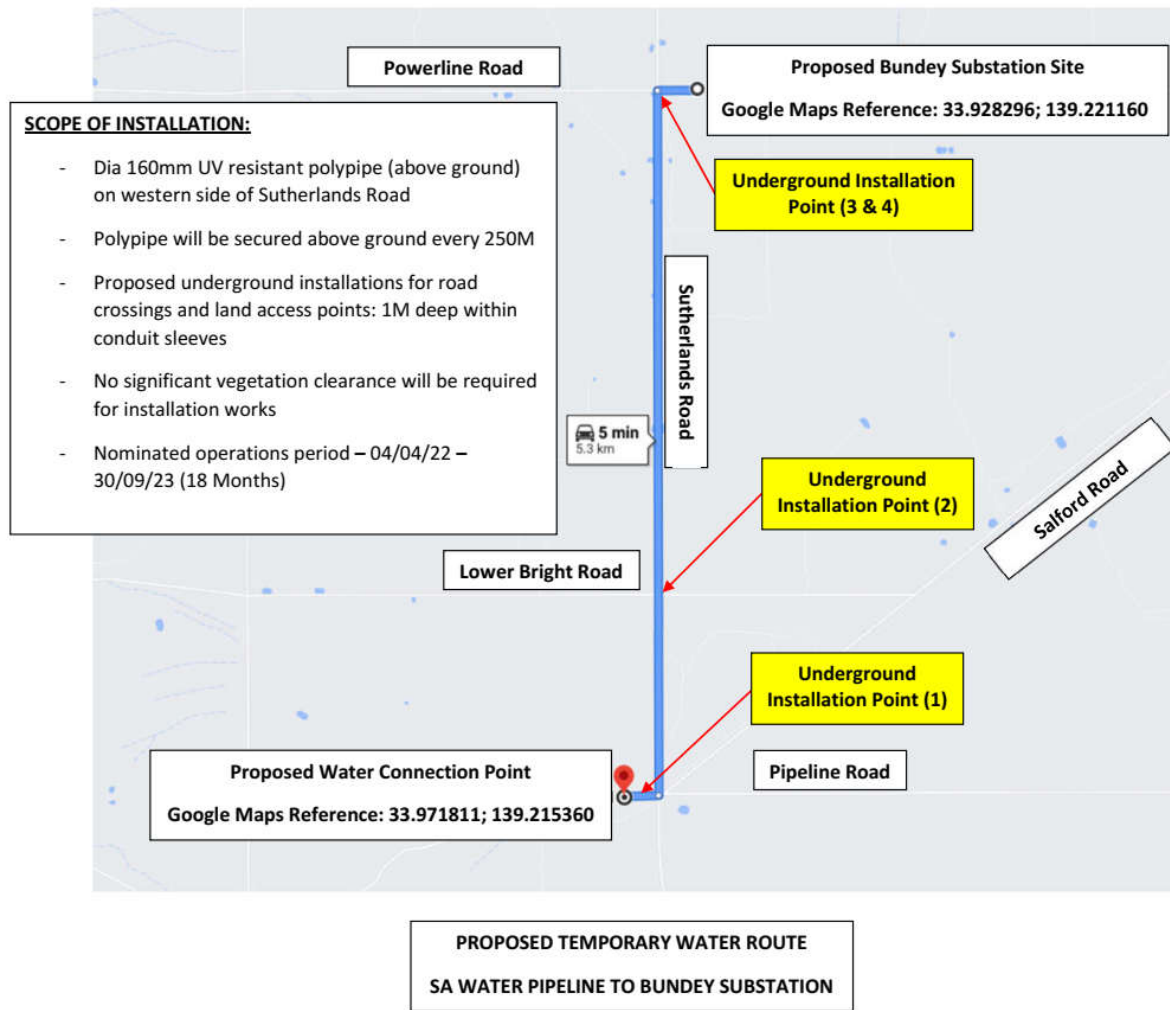 Powerline Road
Proposed Bundey Substation Site
Google Maps Reference: 33.928296; 139.221160
SCOPE OF INSTALLATION:
- Dia 160mm UV resistant polypipe (above ground)
on western side of Sutherlands Road
- Polypipe will be secured above ground every 250M
- Proposed underground installations for road
crossings and land access points: 1M deep within
conduit sleeves
- No significant vegetation clearance will be required
for installation works
- Nominated operations period – 04/04/22 –
30/09/23 (18 Months)
Underground Installation
Point (3 & 4)
Sutherlands Road
5 min
5.3 km
Underground
Installation Point (2)
Salford Road
Lower Bright Road
Underground
Installation Point (1)
Proposed Water Connection Point
Google Maps Reference: 33.971811; 139.215360
Pipeline Road
PROPOSED TEMPORARY WATER ROUTE
SA WATER PIPELINE TO BUNDEY SUBSTATION